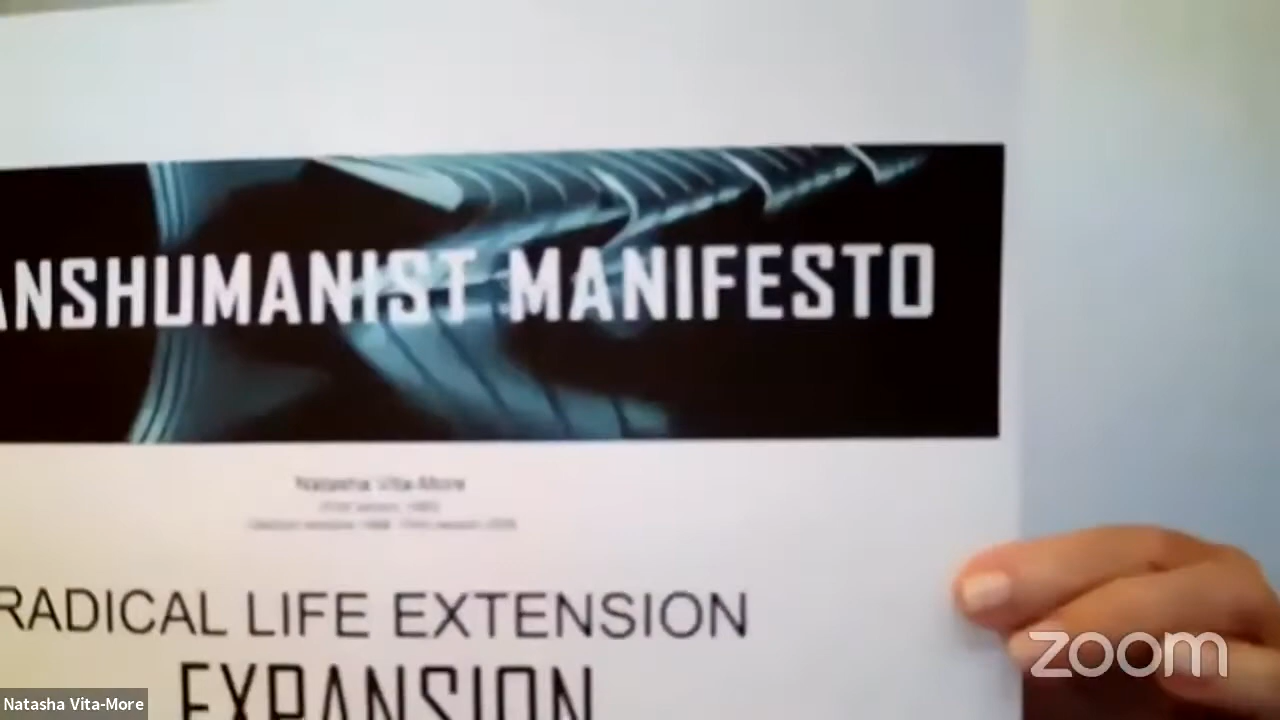 ANSHUMANIST MANIFESTO
Natasha Vita-More
RADICAL LIFE EXTENSION
EXPANSION
zoom
Natasha Vita-More